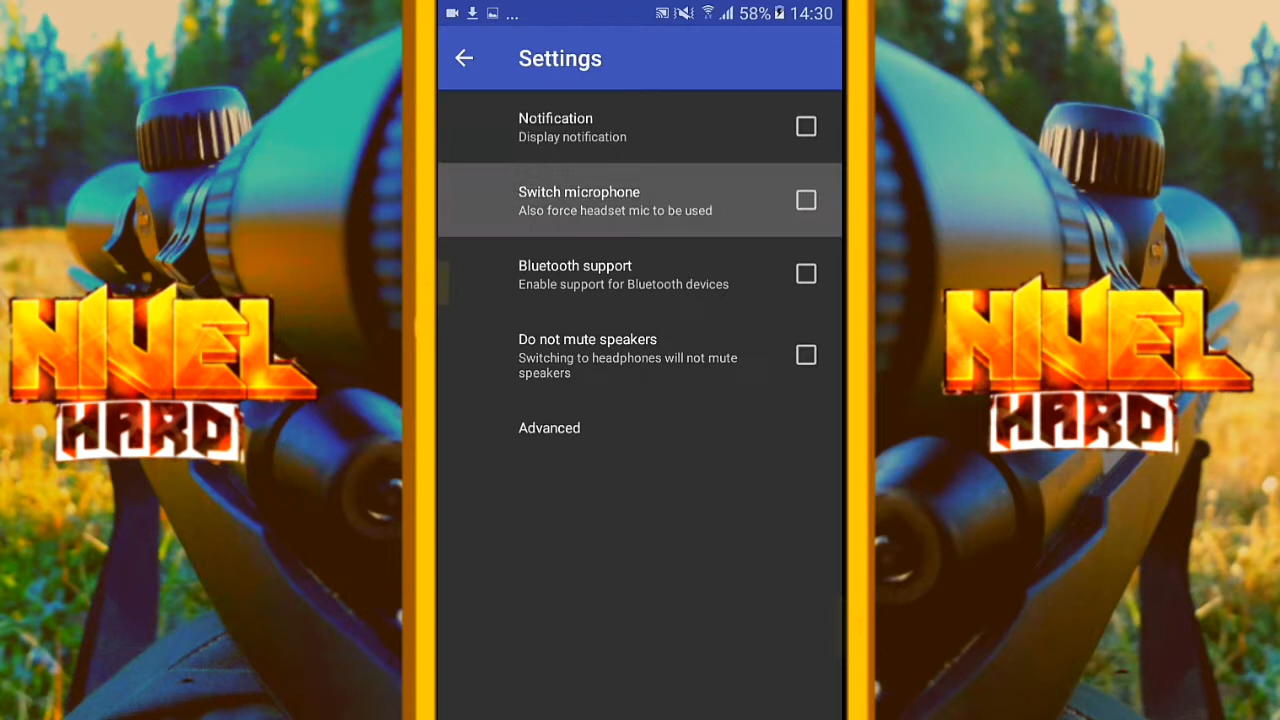 ... 58% 14:30
Settings
Notification
Display notification
Switch microphone
Also force headset mic to be used
Bluetooth support
Enable support for Bluetooth devices
Do not mute speakers
Switching to headphones will not mute
speakers
Advanced
NIVEL
HARD
NIVEL
HARD